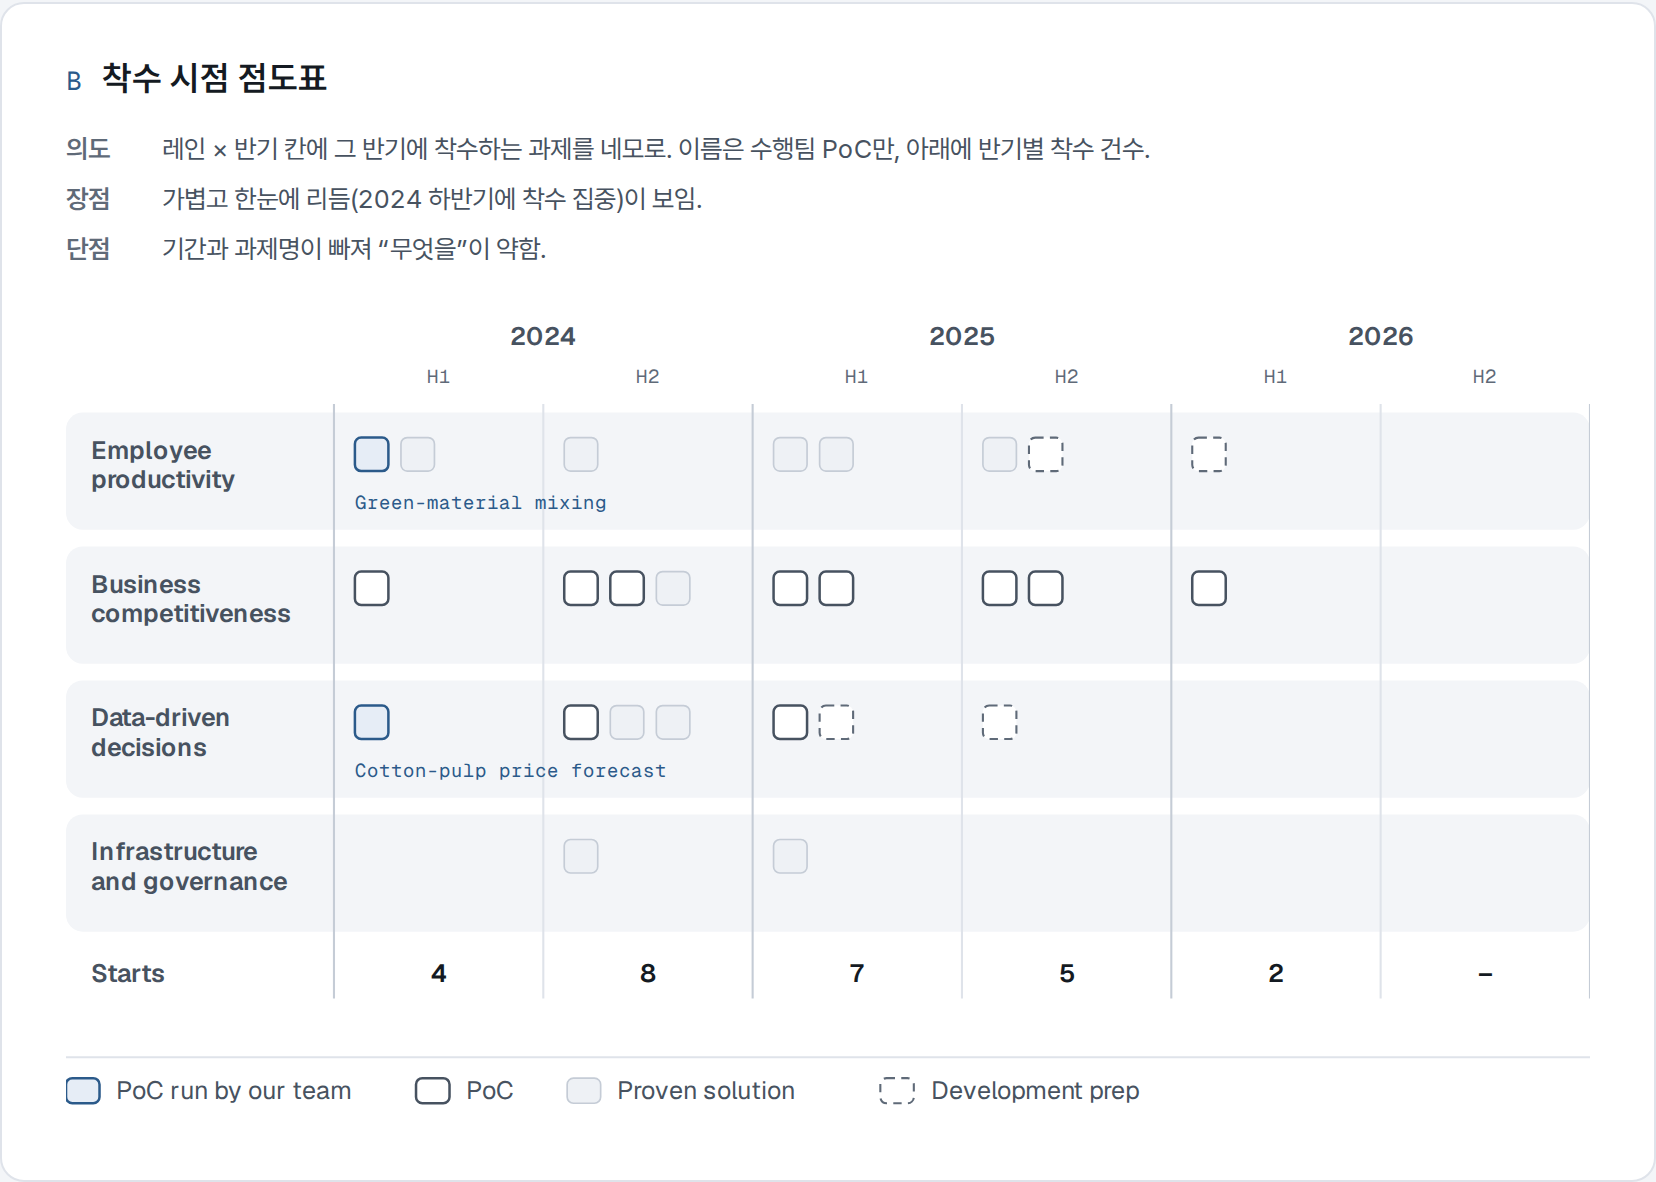 B 착수 시점 점도표
의도 레인 × 반기 칸에 그 반기에 착수하는 과제를 네모로. 이름은 수행팀 PoC만, 아래에 반기별 착수 건수.
장점 가볍고 한눈에 리듬(2024 하반기에 착수 집중)이 보임.
단점 기간과 과제명이 빠져 “무엇을”이 약함.
2024 2025 2026
H1 H2 H1 H2 H1 H2
Employee
productivity
Green-material mixing
Business
competitiveness
Data-driven
decisions
Cotton-pulp price forecast
Infrastructure
and governance
Starts 4 8 7 5 2 –
PoC run by our team PoC Proven solution Development prep